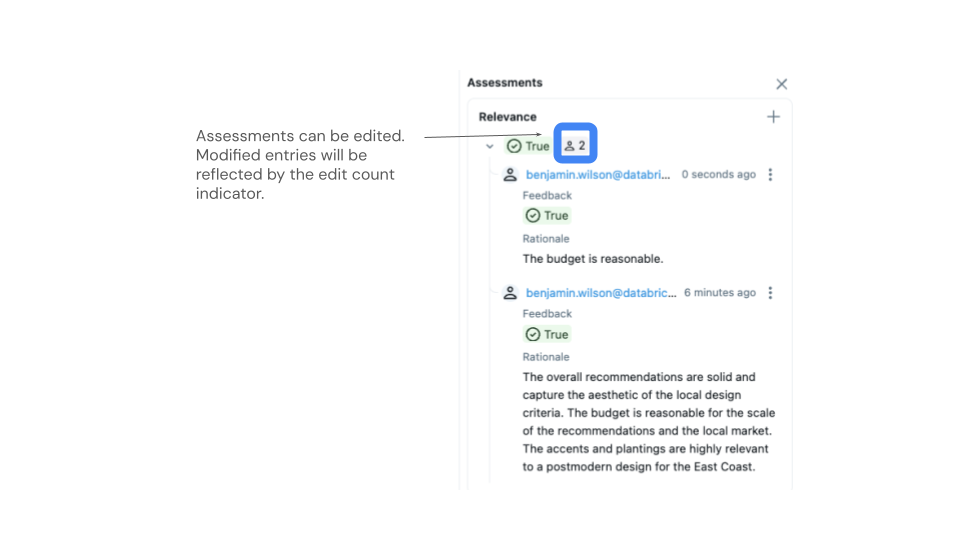 Assessments
Relevance
Assessments can be edited.
Modified entries will be
reflected by the edit count
indicator.
True 2
benjamin.wilson@databri... 0 seconds ago
Feedback
True
Rationale
The budget is reasonable.
benjamin.wilson@databric... 6 minutes ago
Feedback
True
Rationale
The overall recommendations are solid and
capture the aesthetic of the local design
criteria. The budget is reasonable for the scale
of the recommendations and the local market.
The accents and plantings are highly relevant
to a postmodern design for the East Coast.